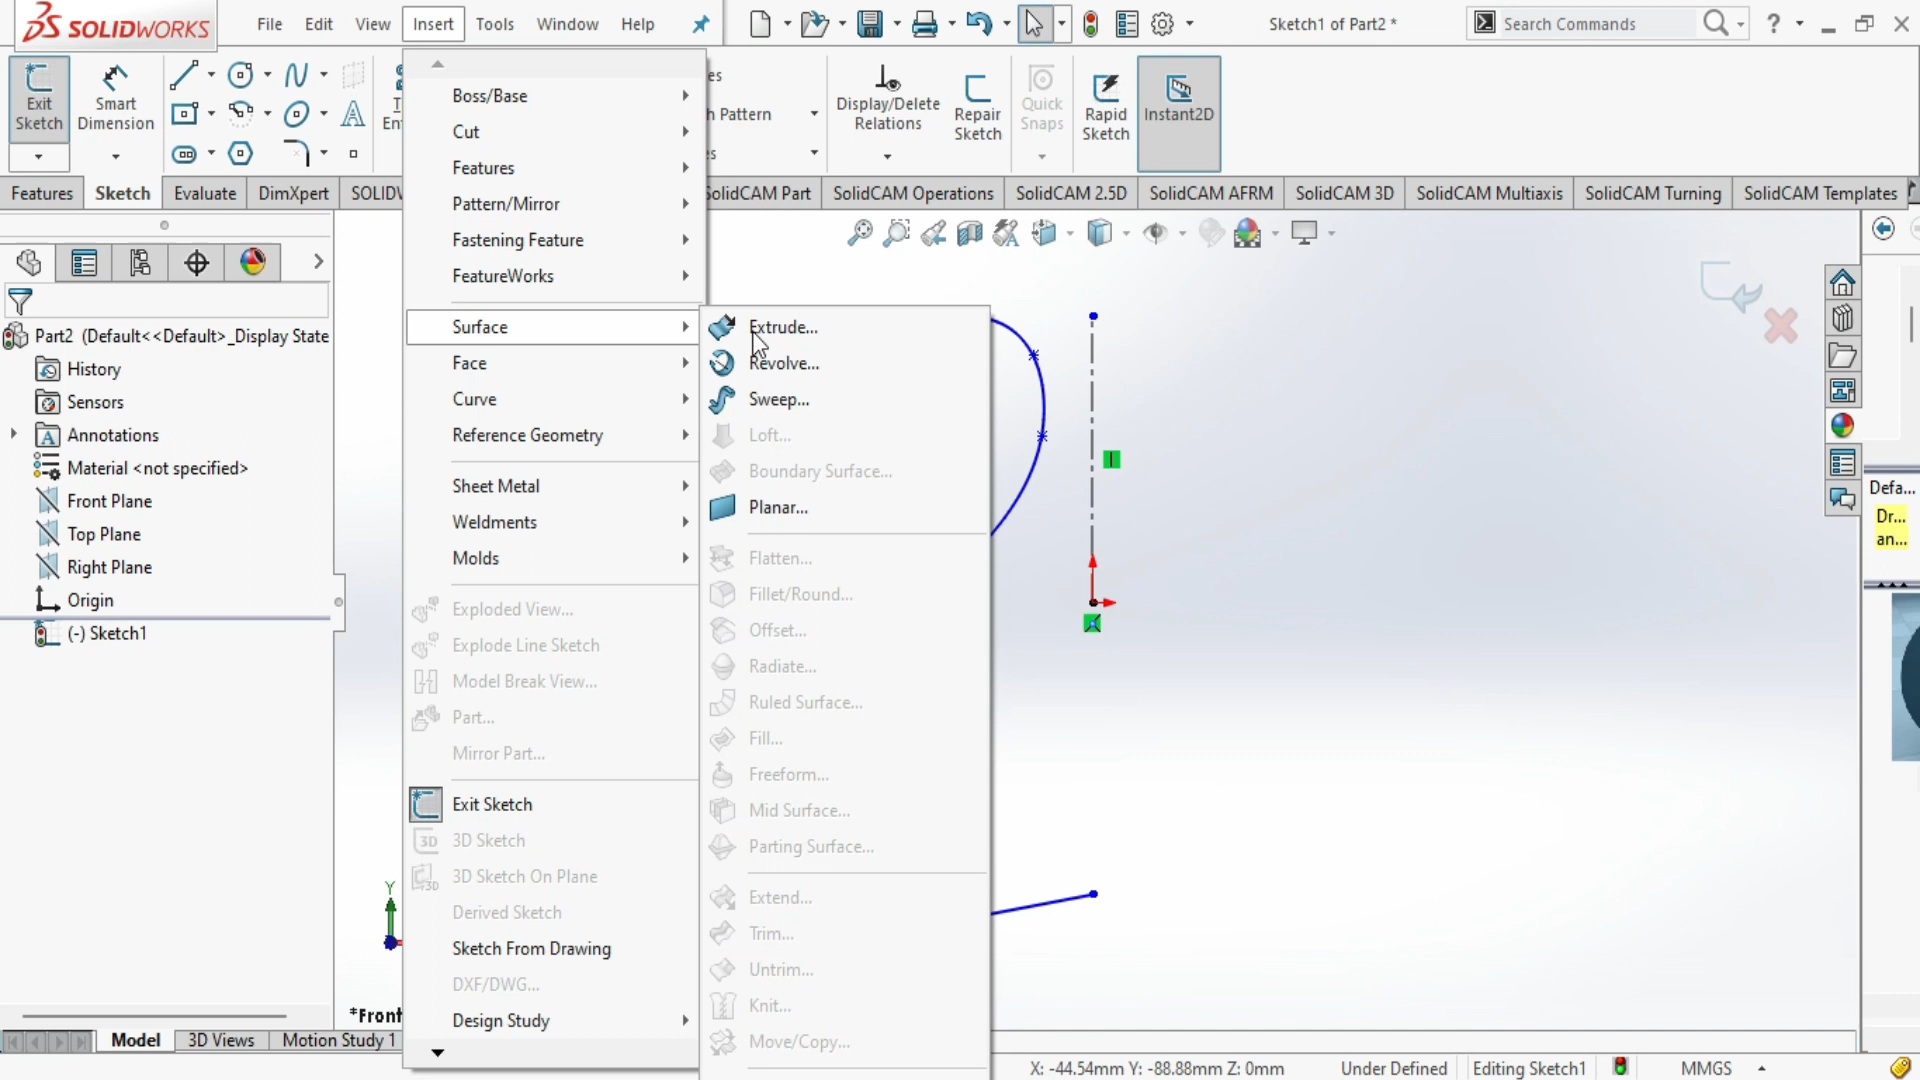 SOLIDWORKS
File Edit View Insert Tools Window Help
Sketch1 of Part2 *
Search Commands
Exit Sketch
Smart Dimension
Display/Delete Relations
Repair Sketch
Quick Snaps
Rapid Sketch
Instant2D
h Pattern
Features Sketch Evaluate DimXpert SOLIDW
SolidCAM Part SolidCAM Operations SolidCAM 2.5D SolidCAM AFRM SolidCAM 3D SolidCAM Multiaxis SolidCAM Turning SolidCAM Templates
Part2 (Default<<Default>_Display State
History
Sensors
Annotations
Material <not specified>
Front Plane
Top Plane
Right Plane
Origin
(-) Sketch1
Boss/Base
Cut
Features
Pattern/Mirror
Fastening Feature
FeatureWorks
Surface
Face
Curve
Reference Geometry
Sheet Metal
Weldments
Molds
Exploded View...
Explode Line Sketch
Model Break View...
Part...
Mirror Part...
Exit Sketch
3D Sketch
3D Sketch On Plane
Derived Sketch
Sketch From Drawing
DXF/DWG...
Design Study
Extrude...
Revolve...
Sweep...
Loft...
Boundary Surface...
Planar...
Flatten...
Fillet/Round...
Offset...
Radiate...
Ruled Surface...
Fill...
Freeform...
Mid Surface...
Parting Surface...
Extend...
Trim...
Untrim...
Knit...
Move/Copy...
Defa...
Dr...
an...
Y
*Front
Model 3D Views Motion Study 1
X: -44.54mm Y: -88.88mm Z: 0mm Under Defined Editing Sketch1 MMGS